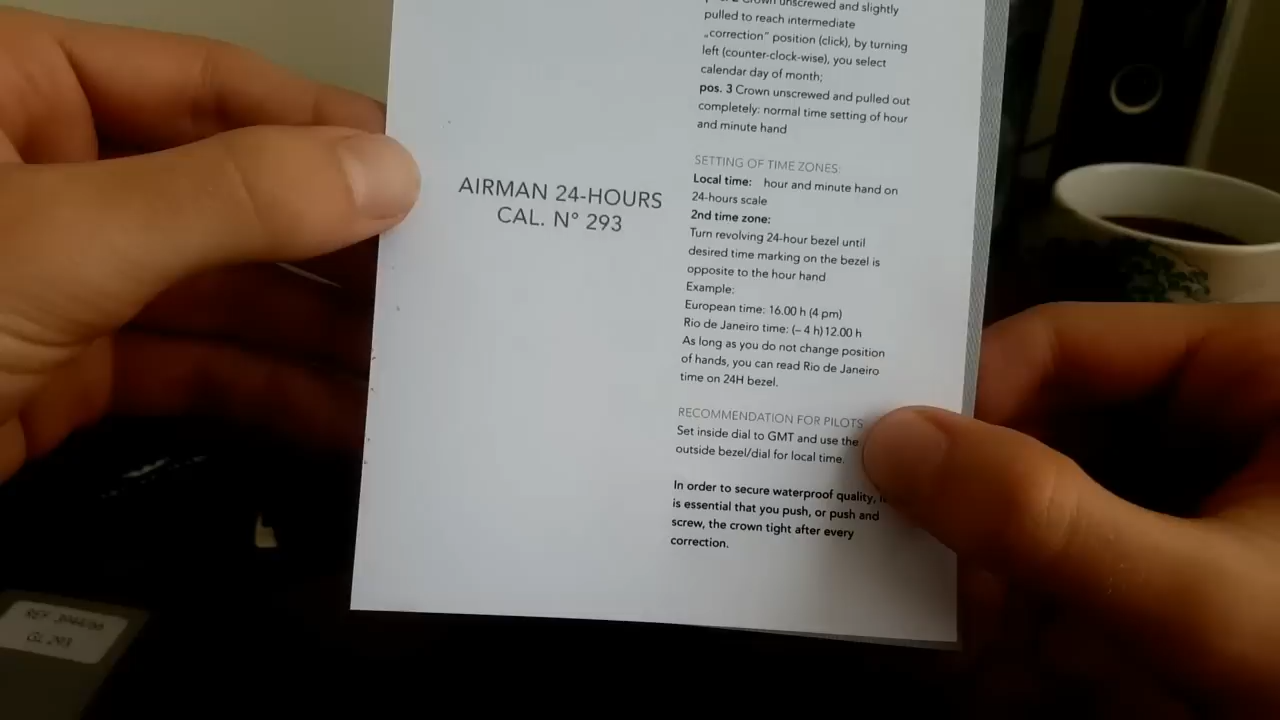 Crown unscrewed and slightly
pulled to reach intermediate
„correction" position (click), by turning
left (counter-clock-wise), you select
calendar day of month;
pos. 3 Crown unscrewed and pulled out
completely: normal time setting of hour
and minute hand
SETTING OF TIME ZONES:
Local time: hour and minute hand on
24-hours scale
2nd time zone:
Turn revolving 24-hour bezel until
desired time marking on the bezel is
opposite to the hour hand
Example:
European time: 16.00 h (4 pm)
Rio de Janeiro time: (– 4 h) 12.00 h
As long as you do not change position
of hands, you can read Rio de Janeiro
time on 24H bezel.
RECOMMENDATION FOR PILOTS
Set inside dial to GMT and use the
outside bezel/dial for local time.
In order to secure waterproof quality,
is essential that you push, or push and
screw, the crown tight after every
correction.
AIRMAN 24-HOURS
CAL. N° 293
REF
GL 293